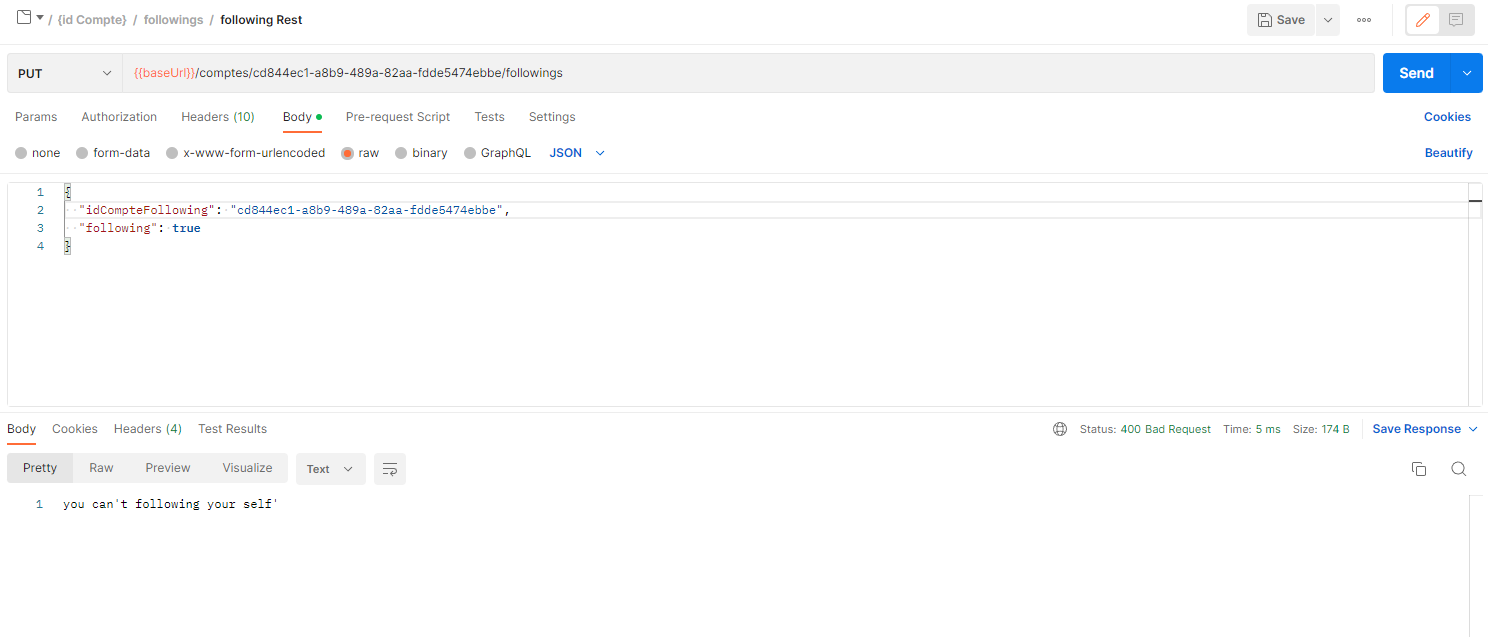 / {id Compte} / followings / following Rest
Save
PUT
{{baseUrl}}/comptes/cd844ec1-a8b9-489a-82aa-fdde5474ebbe/followings
Send
Params Authorization Headers (10) Body Pre-request Script Tests Settings Cookies
none form-data x-www-form-urlencoded raw binary GraphQL JSON Beautify
1 {
2 "idCompteFollowing": "cd844ec1-a8b9-489a-82aa-fdde5474ebbe",
3 "following": true
4 }
Body Cookies Headers (4) Test Results Status: 400 Bad Request Time: 5 ms Size: 174 B Save Response
Pretty Raw Preview Visualize Text
1 you can't following your self'